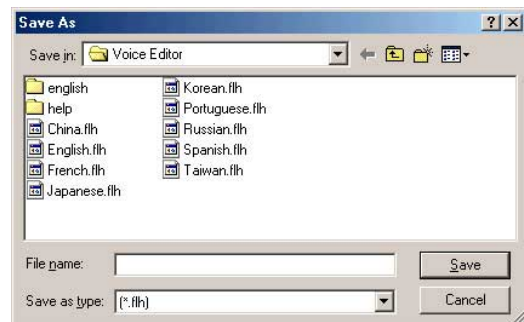 Save As
Save in: Voice Editor
english
help
China.flh
English.flh
French.flh
Japanese.flh
Korean.flh
Portuguese.flh
Russian.flh
Spanish.flh
Taiwan.flh
File name:
Save
Save as type: (*.flh)
Cancel